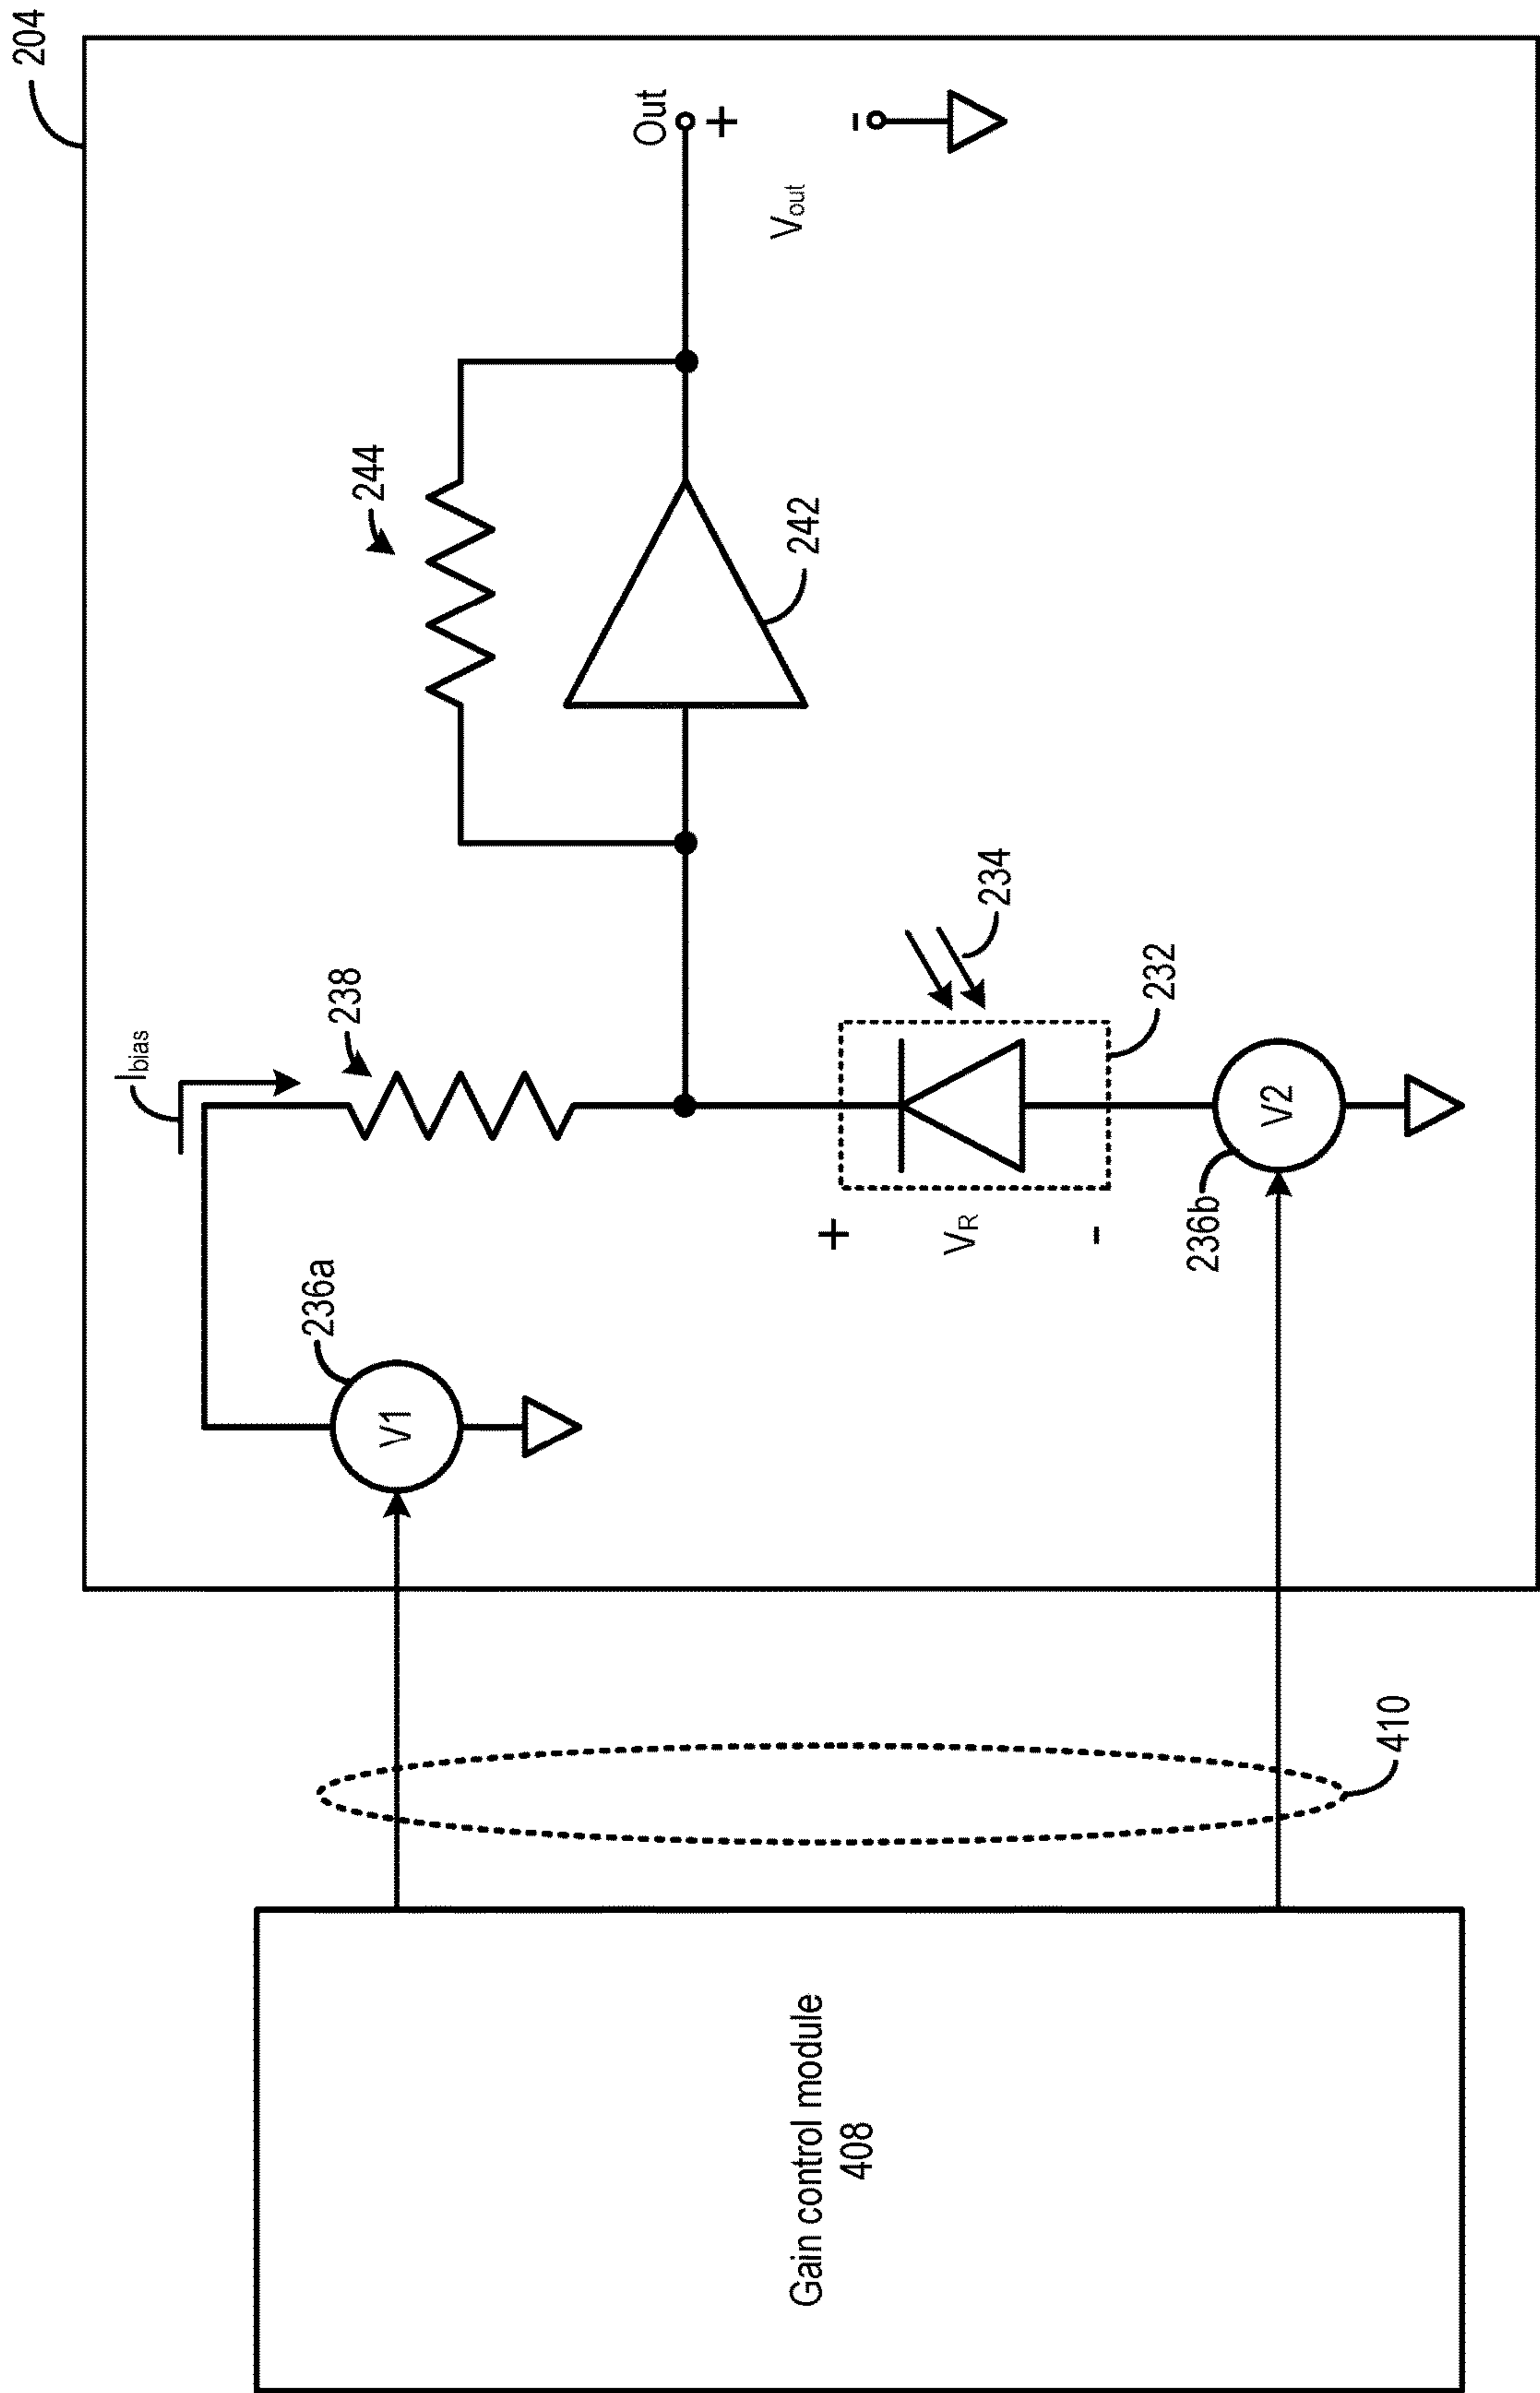 204
Out
+
-
Vout
244
242
Ibias
238
234
232
+
VR
-
236a
V1
236b
V2
410
Gain control module
408